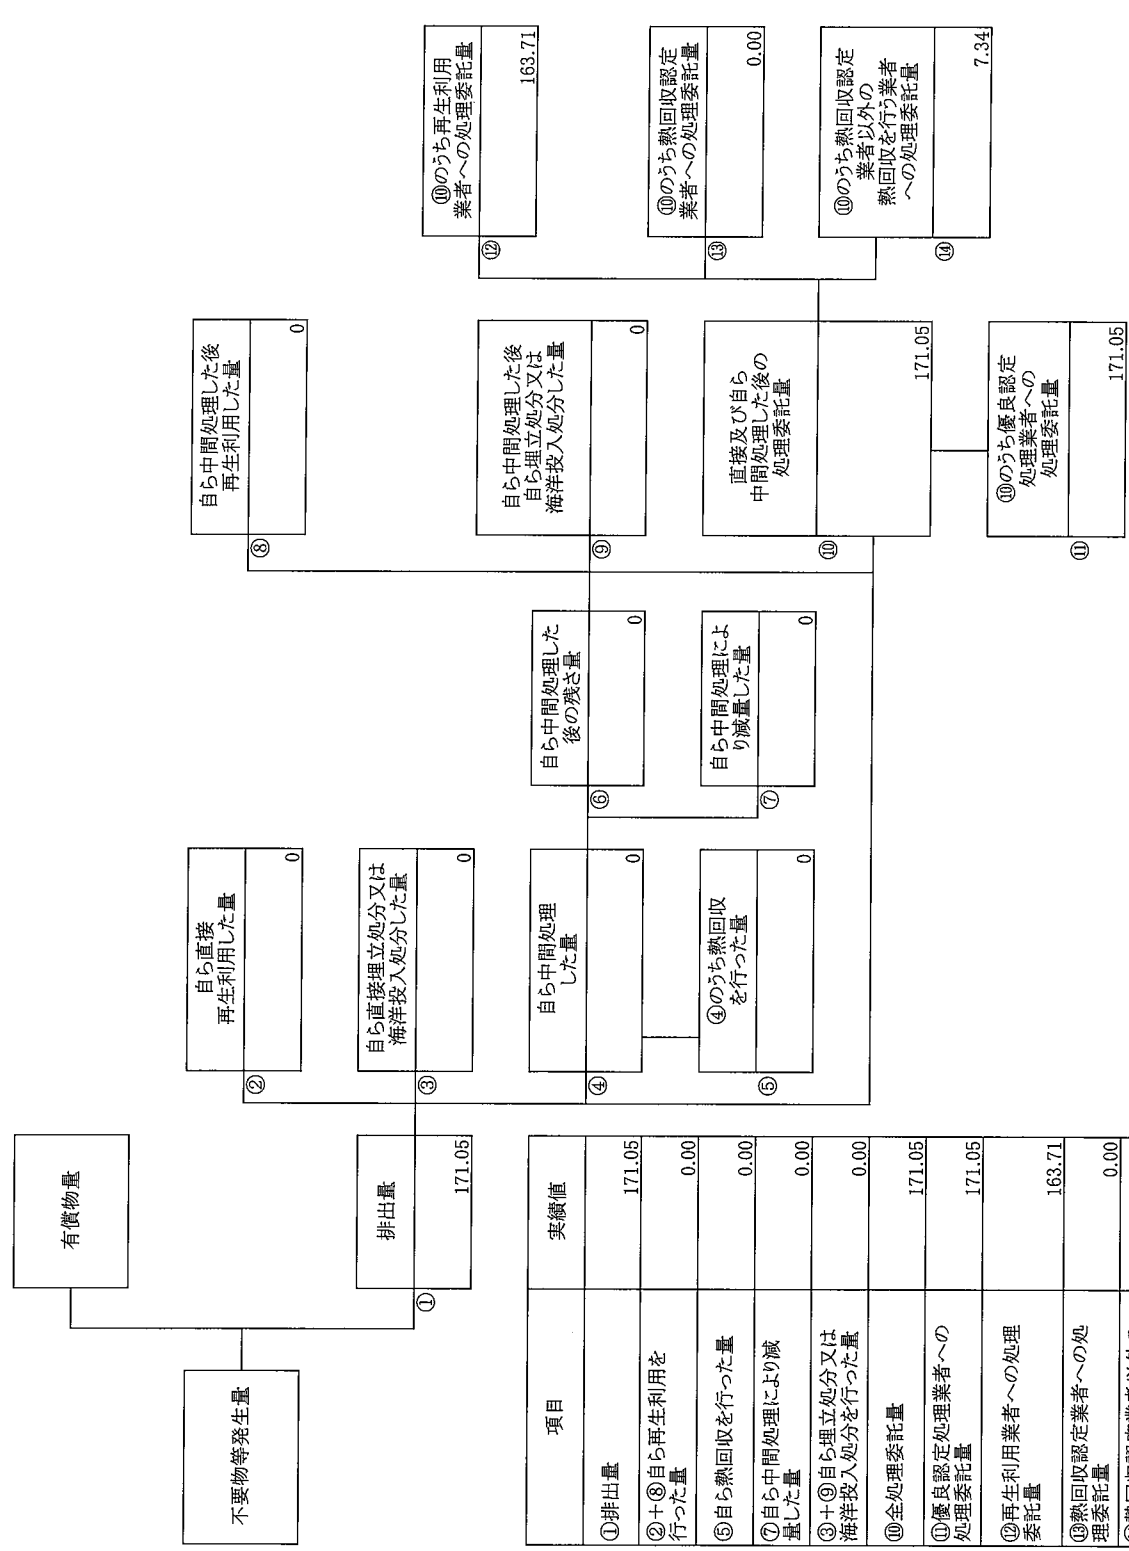 不要物等発生量
有償物量
①
排出量
171.05
②
自ら直接
再生利用した量
0
③
自ら直接埋立処分又は
海洋投入処分した量
0
④
自ら中間処理
した量
0
⑤
④のうち熱回収
を行った量
0
⑥
自ら中間処理した
後の残さ量
0
⑦
自ら中間処理によ
り減量した量
0
⑧
自ら中間処理した後
再生利用した量
0
⑨
自ら中間処理した後
自ら埋立処分又は
海洋投入処分した量
0
⑩
直接及び自ら
中間処理した後の
処理委託量
171.05
⑪
⑩のうち優良認定
処理業者への
処理委託量
171.05
⑫
⑩のうち再生利用
業者への処理委託量
163.71
⑬
⑩のうち熱回収認定
業者への処理委託量
0.00
⑭
⑩のうち熱回収認定
業者以外の
熱回収を行う業者
への処理委託量
7.34
項目 実績値
①排出量 171.05
②+⑧自ら再生利用を
行った量 0.00
⑤自ら熱回収を行った量 0.00
⑦自ら中間処理により減
量した量 0.00
③+⑨自ら埋立処分又は
海洋投入処分を行った量 0.00
⑩全処理委託量 171.05
⑪優良認定処理業者への
処理委託量 171.05
⑫再生利用業者への処理
委託量 163.71
⑬熱回収認定業者への処
理委託量 0.00